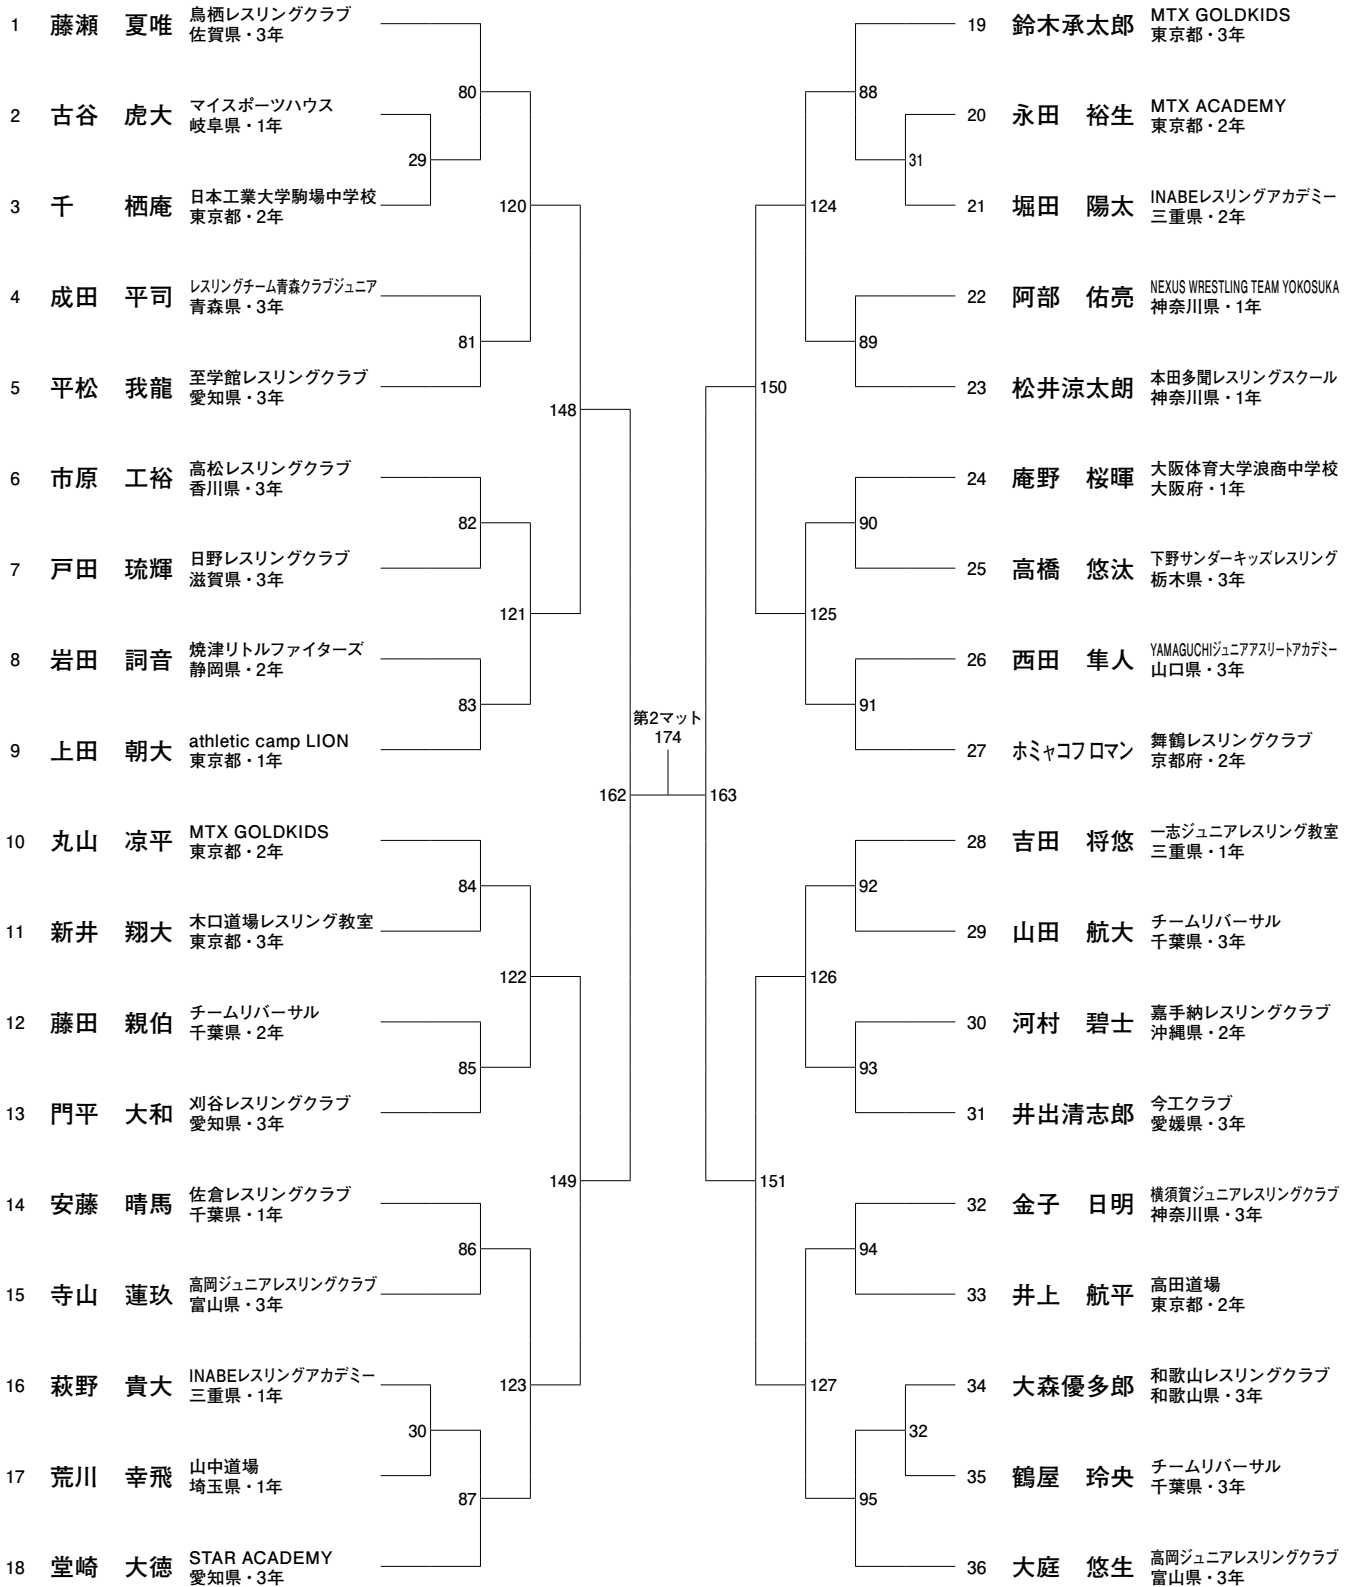 1 藤瀬 夏唯 鳥栖レスリングクラブ
佐賀県・3年
80
2 古谷 虎大 マイスポーツハウス
岐阜県・1年
29
3 千 栖庵 日本工業大学駒場中学校
東京都・2年
120
4 成田 平司 レスリングチーム青森クラブジュニア
青森県・3年
81
5 平松 我龍 至学館レスリングクラブ
愛知県・3年
148
6 市原 工裕 高松レスリングクラブ
香川県・3年
82
7 戸田 琉輝 日野レスリングクラブ
滋賀県・3年
121
8 岩田 詞音 焼津リトルファイターズ
静岡県・2年
83
9 上田 朝大 athletic camp LION
東京都・1年
162
10 丸山 凉平 MTX GOLDKIDS
東京都・2年
84
11 新井 翔大 木口道場レスリング教室
東京都・3年
122
12 藤田 親伯 チームリバーサル
千葉県・2年
85
13 門平 大和 刈谷レスリングクラブ
愛知県・3年
149
14 安藤 晴馬 佐倉レスリングクラブ
千葉県・1年
86
15 寺山 蓮玖 高岡ジュニアレスリングクラブ
富山県・3年
16 萩野 貴大 INABEレスリングアカデミー
三重県・1年
123
30
17 荒川 幸飛 山中道場
埼玉県・1年
87
18 堂崎 大徳 STAR ACADEMY
愛知県・3年
第2マット
174
19 鈴木承太郎 MTX GOLDKIDS
東京都・3年
88
20 永田 裕生 MTX ACADEMY
東京都・2年
31
21 堀田 陽太 INABEレスリングアカデミー
三重県・2年
124
22 阿部 佑亮 NEXUS WRESTLING TEAM YOKOSUKA
神奈川県・1年
89
23 松井涼太朗 本田多聞レスリングスクール
神奈川県・1年
150
24 庵野 桜暉 大阪体育大学浪商中学校
大阪府・1年
90
25 高橋 悠汰 下野サンダーキッズレスリング
栃木県・3年
125
26 西田 隼人 YAMAGUCHIジュニアアスリートアカデミー
山口県・3年
91
27 ホミャコフロマン 舞鶴レスリングクラブ
京都府・2年
163
28 吉田 将悠 一志ジュニアレスリング教室
三重県・1年
92
29 山田 航大 チームリバーサル
千葉県・3年
126
30 河村 碧士 嘉手納レスリングクラブ
沖縄県・2年
93
31 井出清志郎 今工クラブ
愛媛県・3年
151
32 金子 日明 横須賀ジュニアレスリングクラブ
神奈川県・3年
94
33 井上 航平 高田道場
東京都・2年
34 大森優多郎 和歌山レスリングクラブ
和歌山県・3年
127
32
35 鶴屋 玲央 チームリバーサル
千葉県・3年
95
36 大庭 悠生 高岡ジュニアレスリングクラブ
富山県・3年